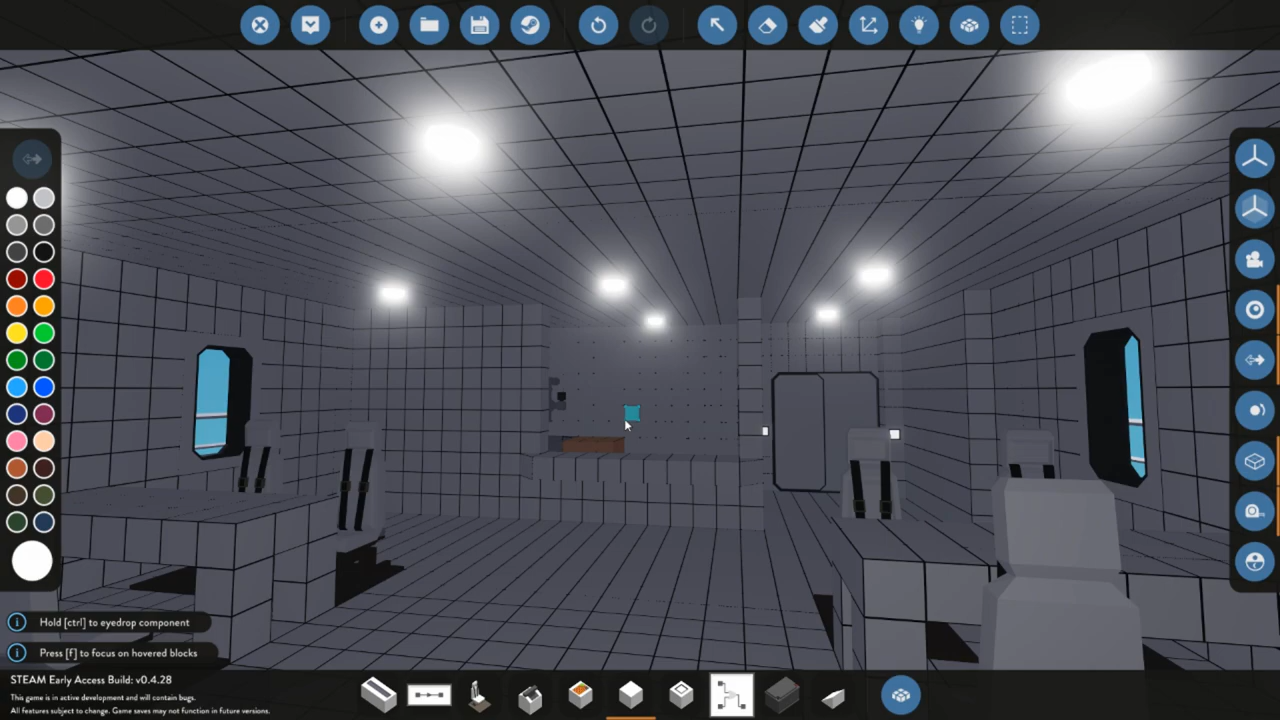 Hold [ctrl] to eyedrop component
Press [f] to focus on hovered blocks
STEAM Early Access Build: v0.4.28
This game is in active development and will contain bugs.
All features subject to change. Game saves may not function in future versions.